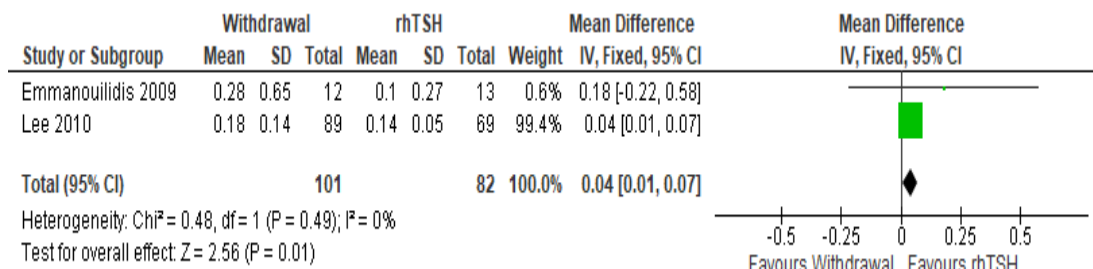 Withdrawal rhTSH Mean Difference Mean Difference
Study or Subgroup Mean SD Total Mean SD Total Weight IV, Fixed, 95% CI IV, Fixed, 95% CI
Emmanouilidis 2009 0.28 0.65 12 0.1 0.27 13 0.6% 0.18 [-0.22, 0.58]
Lee 2010 0.18 0.14 89 0.14 0.05 69 99.4% 0.04 [0.01, 0.07]
Total (95% CI) 101 82 100.0% 0.04 [0.01, 0.07]
Heterogeneity: Chi² = 0.48, df = 1 (P = 0.49); I² = 0%
Test for overall effect: Z = 2.56 (P = 0.01)
-0.5 -0.25 0 0.25 0.5
Favours Withdrawal Favours rhTSH